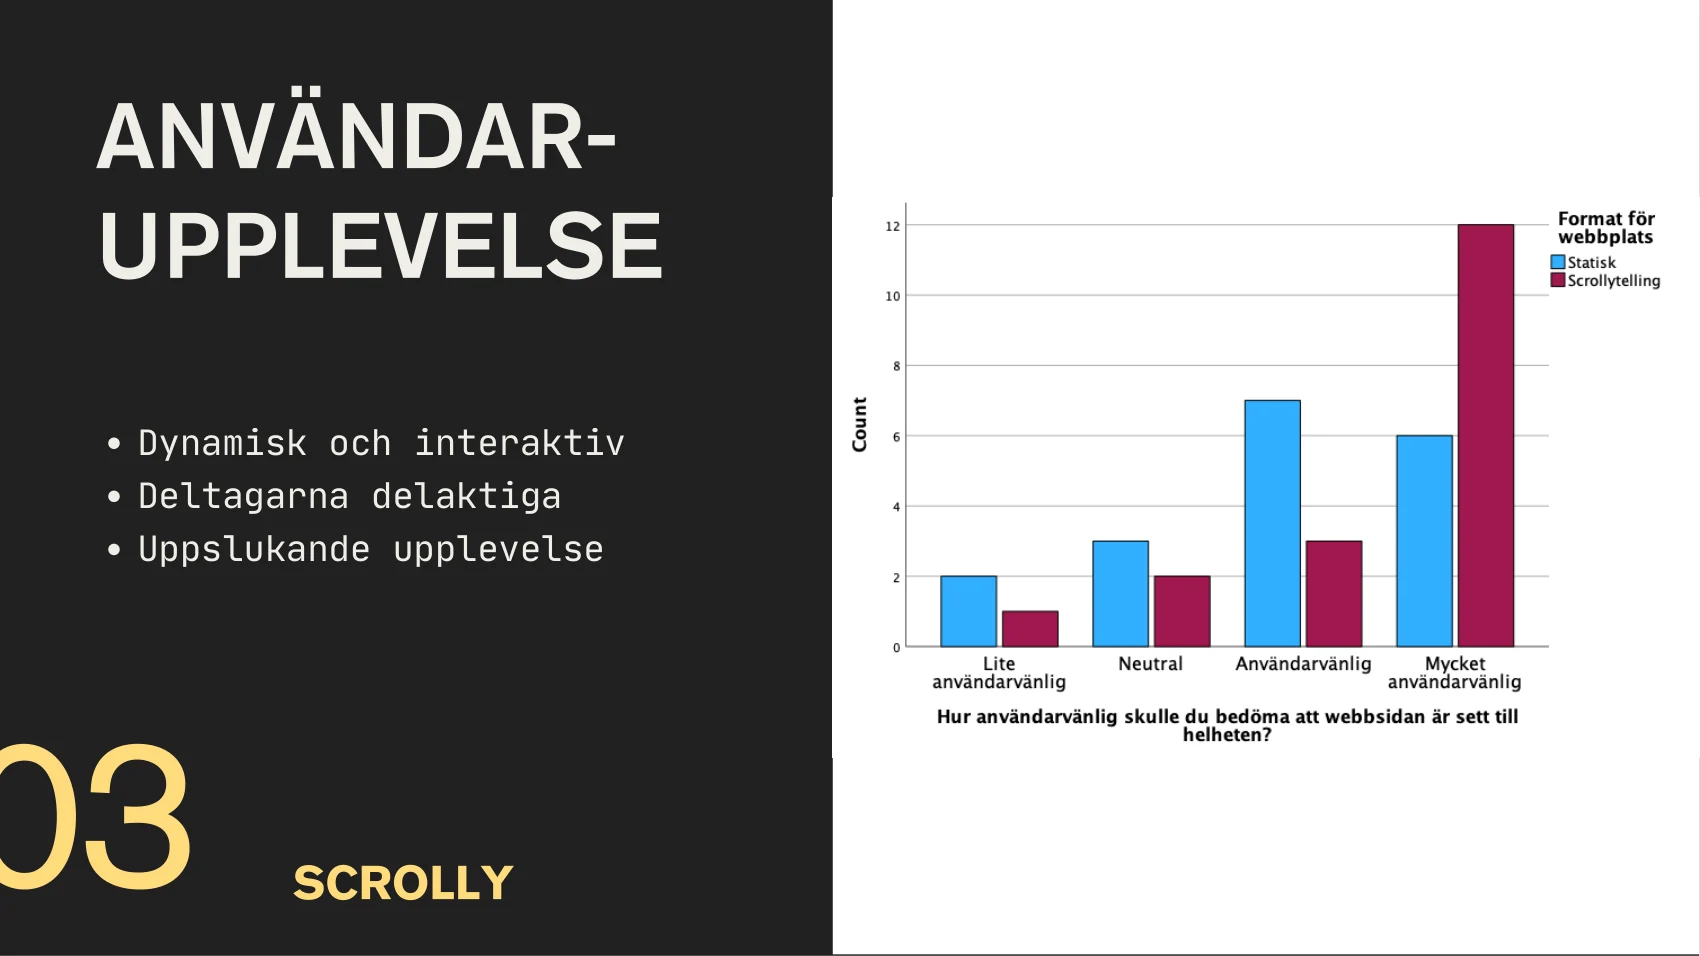 ANVÄNDAR-
UPPLEVELSE
• Dynamisk och interaktiv
• Deltagarna delaktiga
• Uppslukande upplevelse
03
SCROLLY
Format för
webbplats
Statisk
Scrollytelling
Count
12
10
8
6
4
2
0
Lite
användarvänlig
Neutral
Användarvänlig
Mycket
användarvänlig
Hur användarvänlig skulle du bedöma att webbsidan är sett till
helheten?